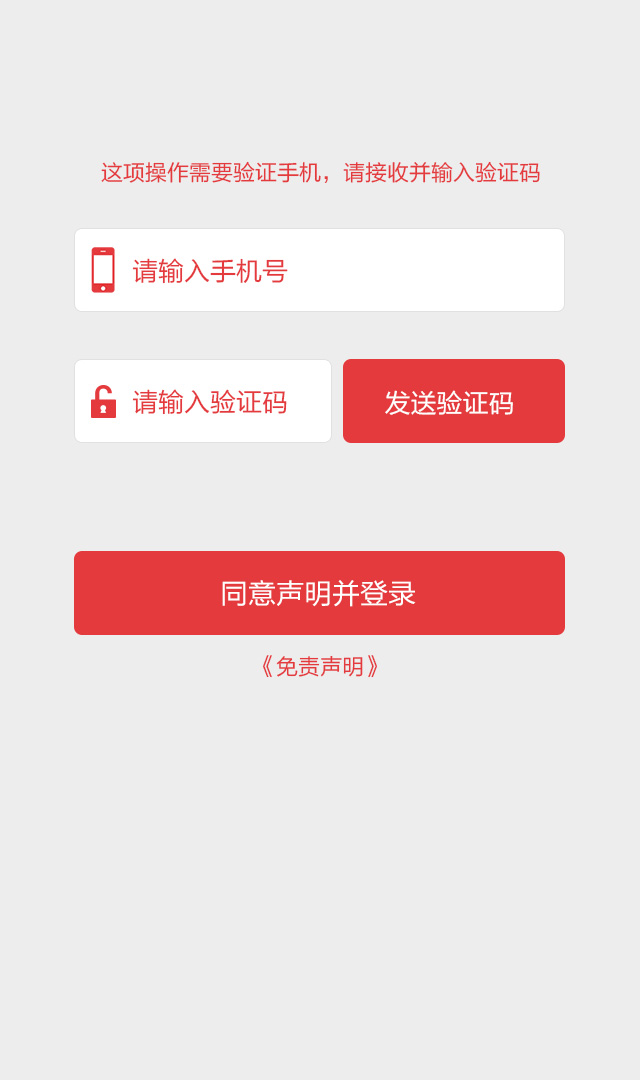 这项操作需要验证手机，请接收并输入验证码
请输入手机号
请输入验证码
发送验证码
同意声明并登录
《免责声明》